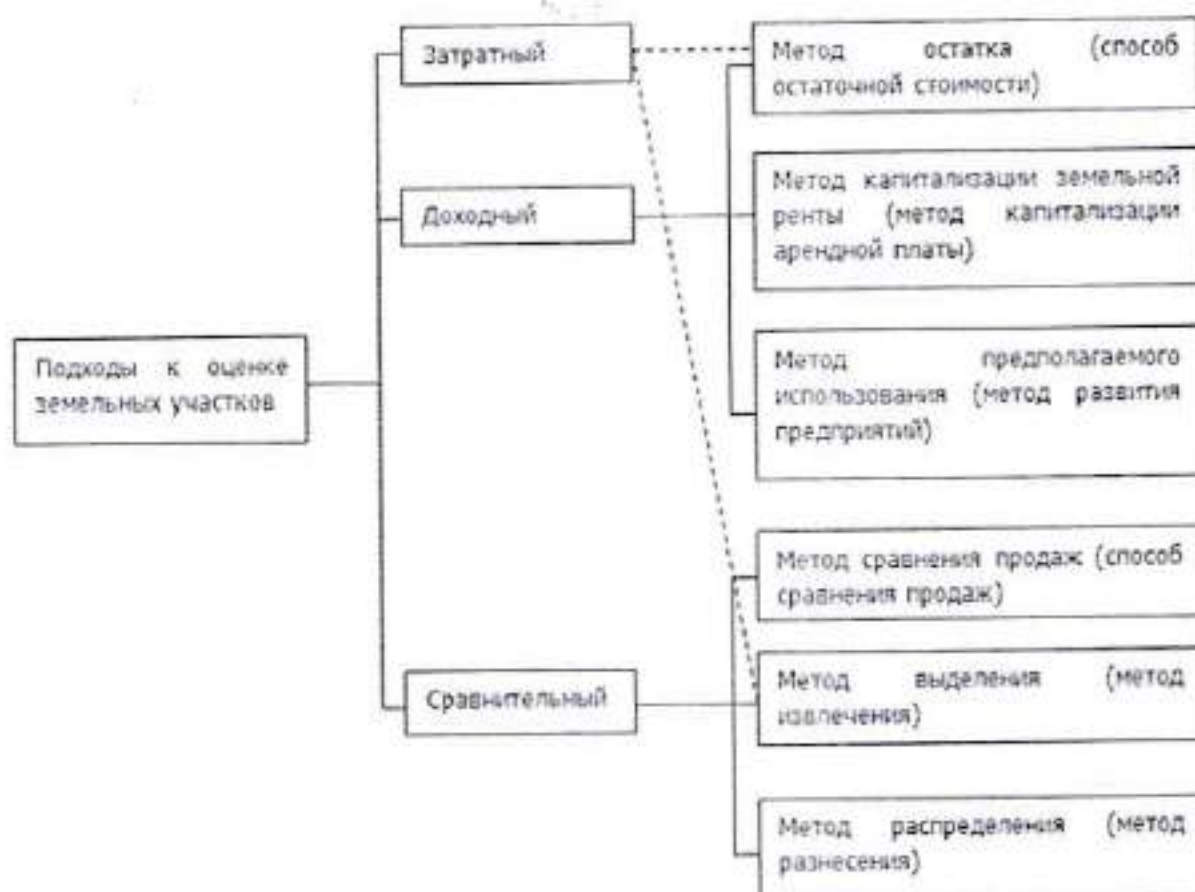 Подходы к оценке
земельных участков
Затратный
Доходный
Сравнительный
Метод остатка (способ
остаточной стоимости)
Метод капитализации земельной
ренты (метод капитализации
арендной платы)
Метод предполагаемого
использования (метод развития
предприятий)
Метод сравнения продаж (способ
сравнения продаж)
Метод выделения (метод
извлечения)
Метод распределения (метод
разнесения)